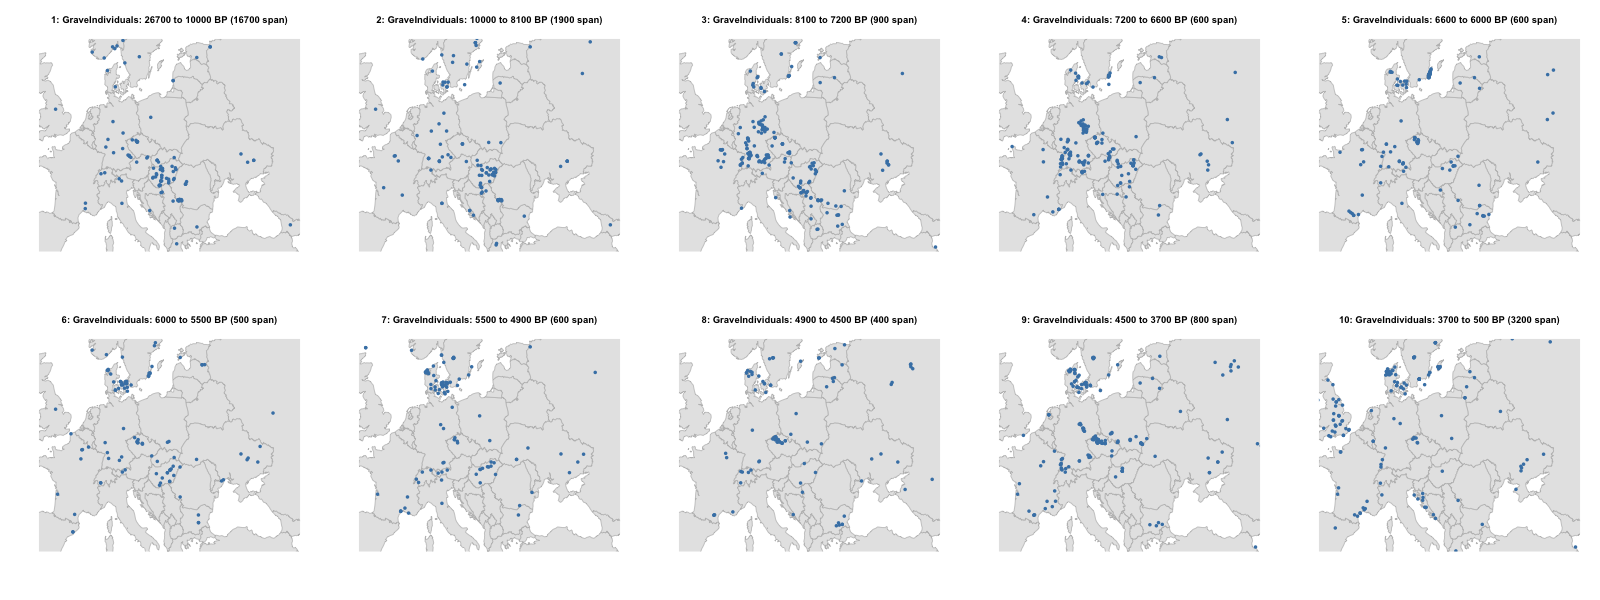 1: GraveIndividuals: 26700 to 10000 BP (16700 span)
2: GraveIndividuals: 10000 to 8100 BP (1900 span)
3: GraveIndividuals: 8100 to 7200 BP (900 span)
4: GraveIndividuals: 7200 to 6600 BP (600 span)
5: GraveIndividuals: 6600 to 6000 BP (600 span)
6: GraveIndividuals: 6000 to 5500 BP (500 span)
7: GraveIndividuals: 5500 to 4900 BP (600 span)
8: GraveIndividuals: 4900 to 4500 BP (400 span)
9: GraveIndividuals: 4500 to 3700 BP (800 span)
10: GraveIndividuals: 3700 to 500 BP (3200 span)